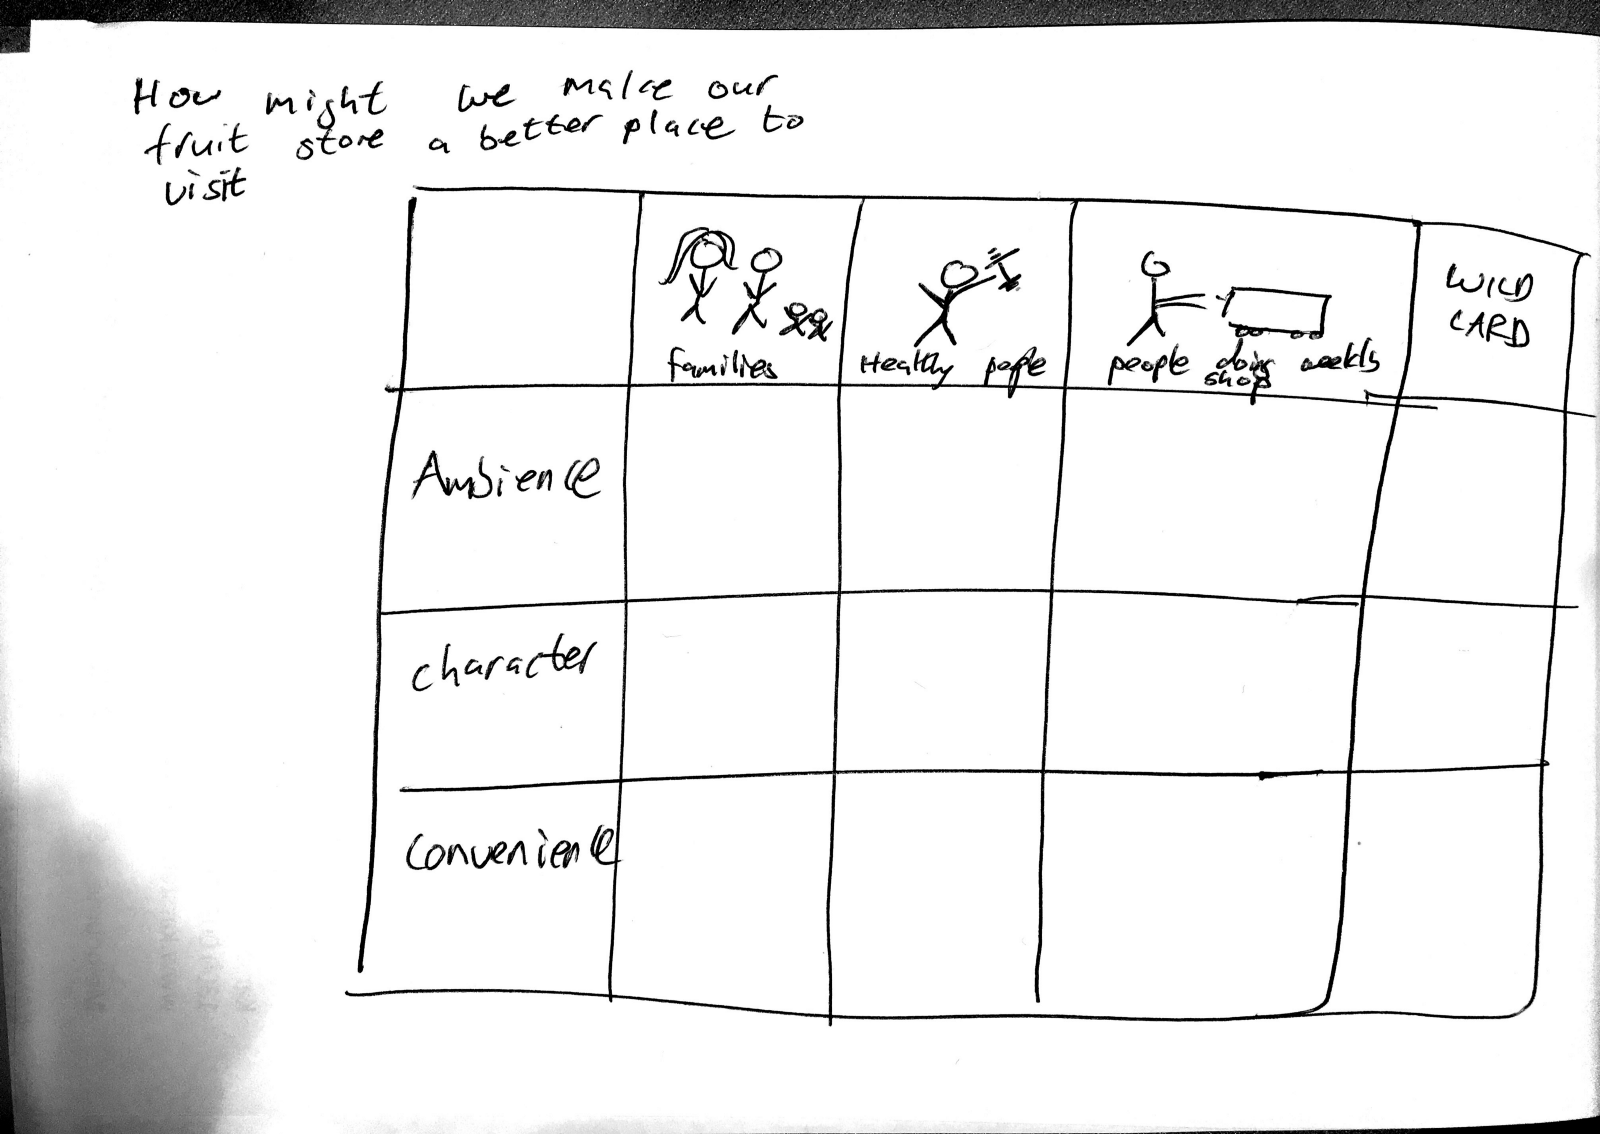 How might we make our
fruit store a better place to
visit
families
Healthy people
people doing weekly
shop
WILD
CARD
Ambience
character
convenience